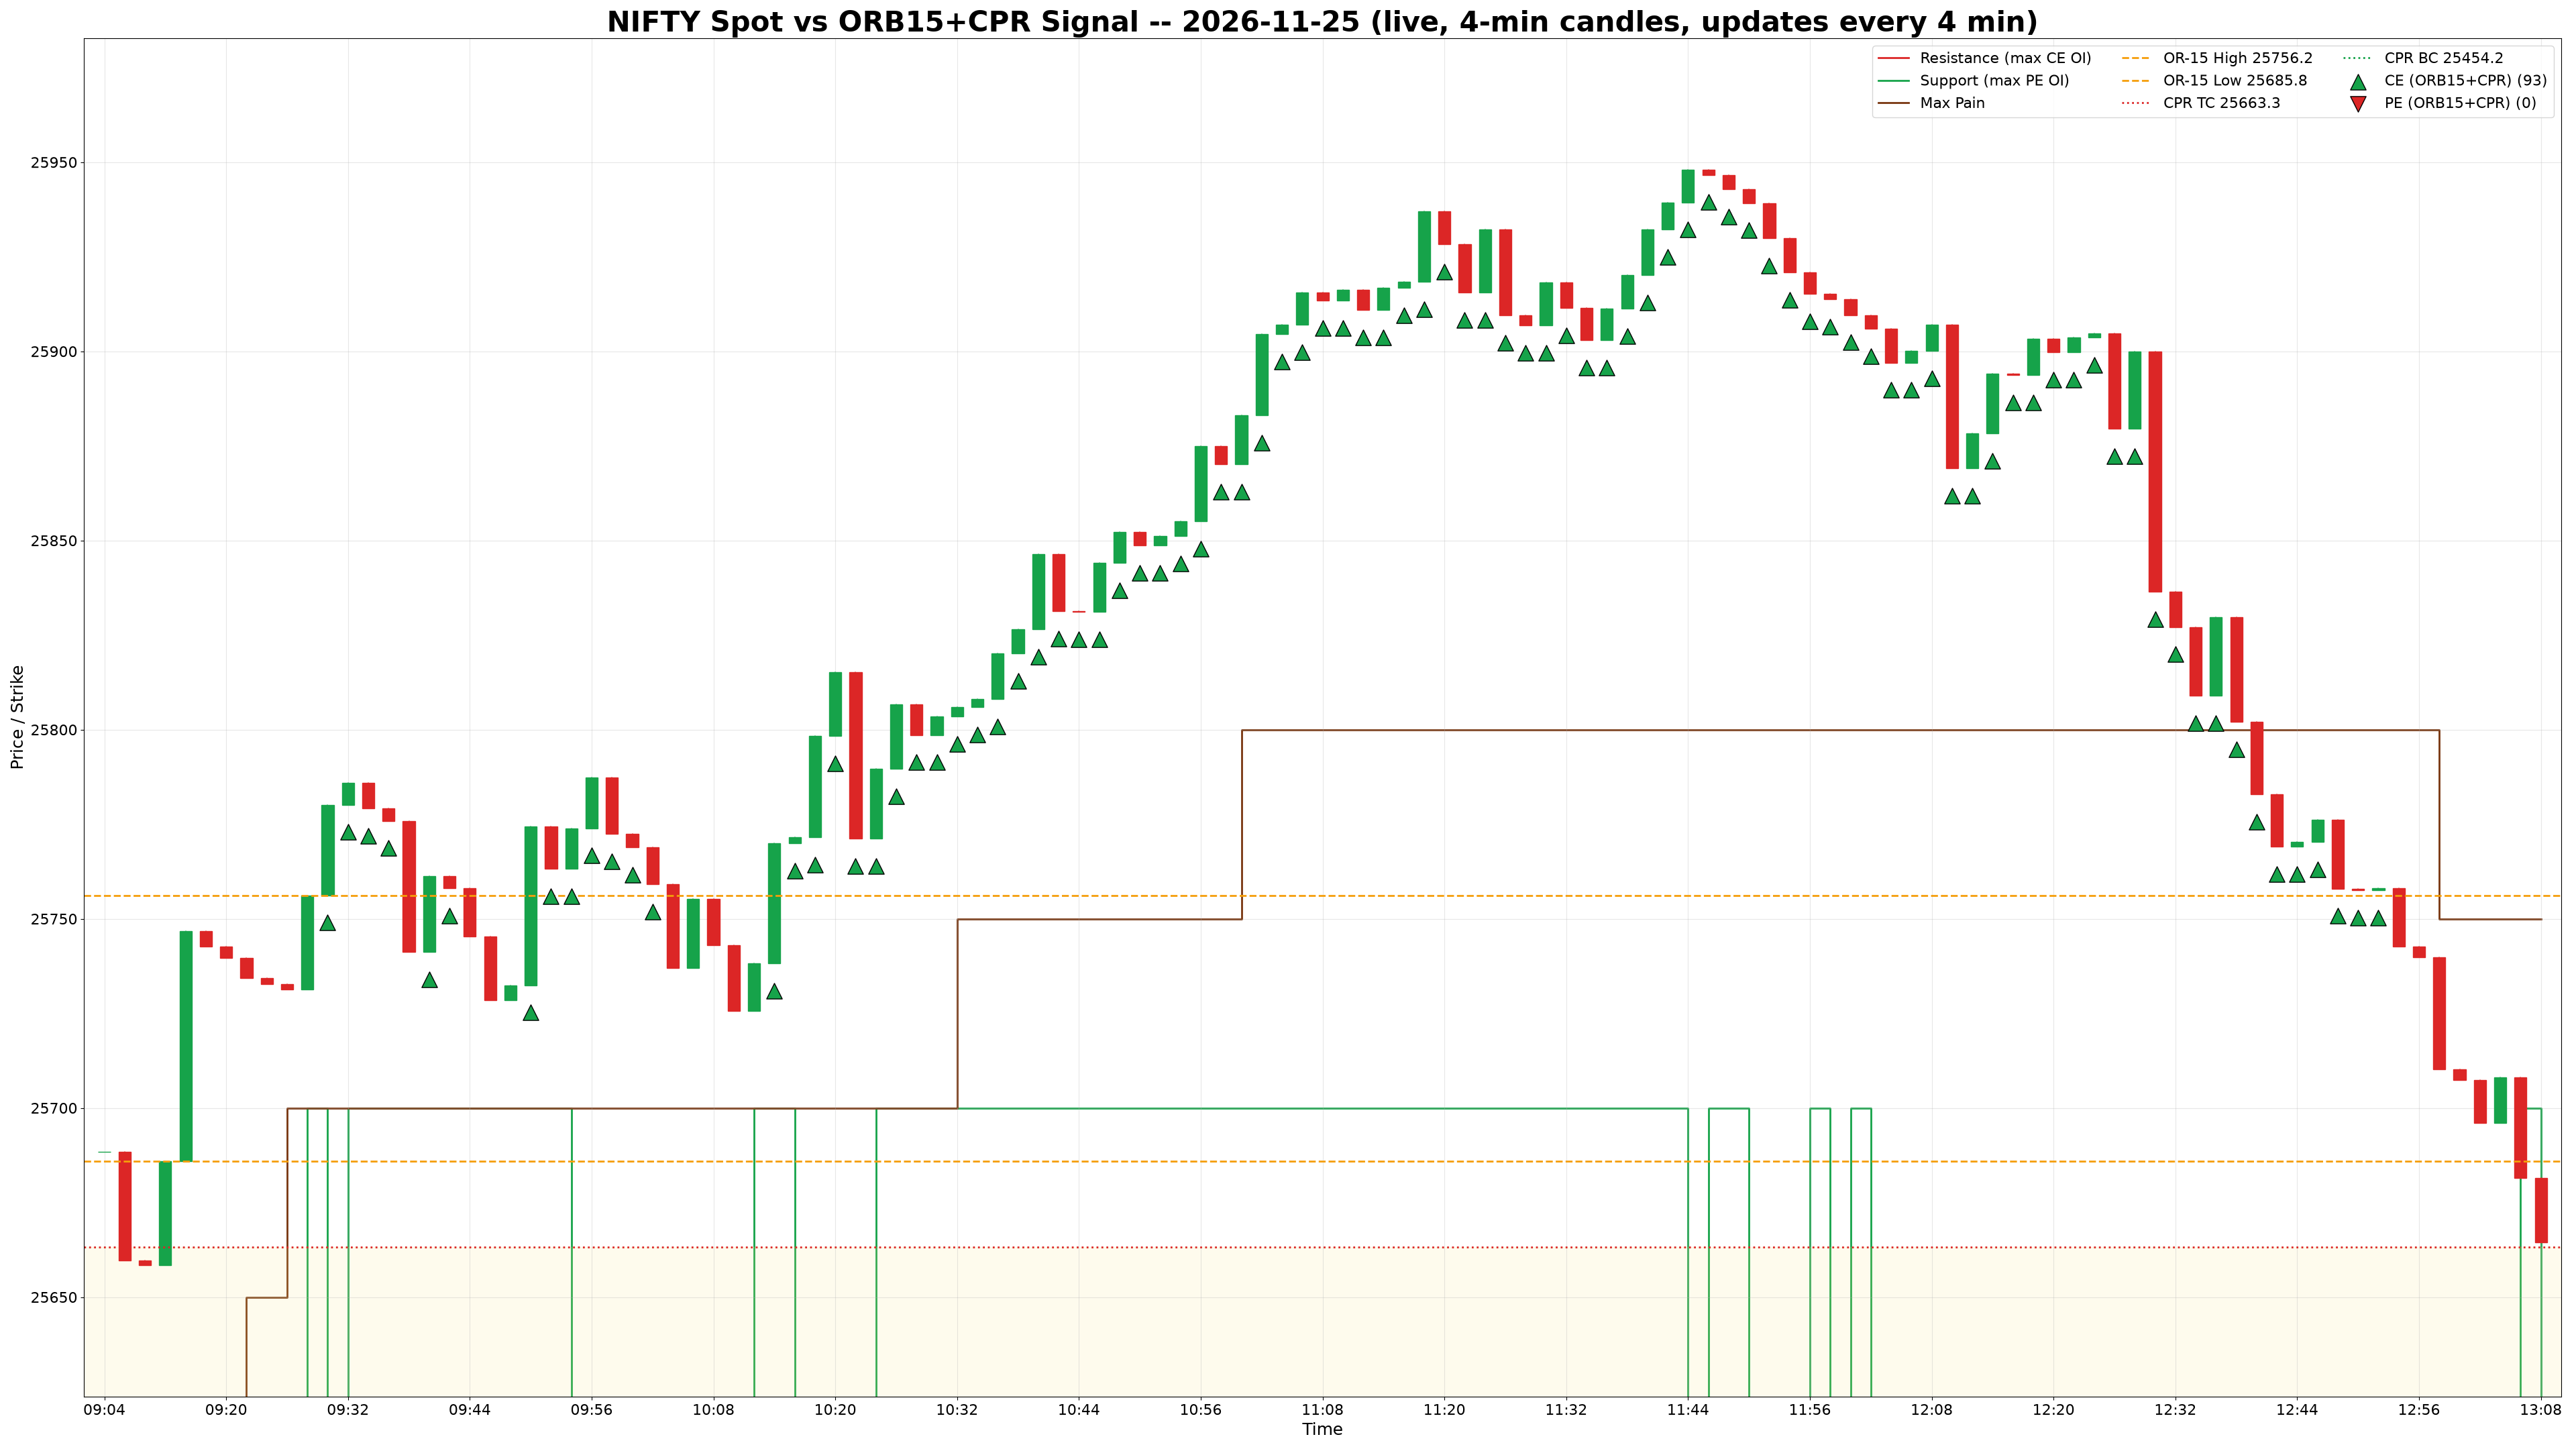 NIFTY Spot vs ORB15+CPR Signal -- 2026-11-25 (live, 4-min candles, updates every 4 min)
Resistance (max CE OI)
Support (max PE OI)
Max Pain
OR-15 High 25756.2
OR-15 Low 25685.8
CPR TC 25663.3
CPR BC 25454.2
CE (ORB15+CPR) (93)
PE (ORB15+CPR) (0)
Price / Strike
25950
25900
25850
25800
25750
25700
25650
09:04 09:20 09:32 09:44 09:56 10:08 10:20 10:32 10:44 10:56 11:08 11:20 11:32 11:44 11:56 12:08 12:20 12:32 12:44 12:56 13:08
Time